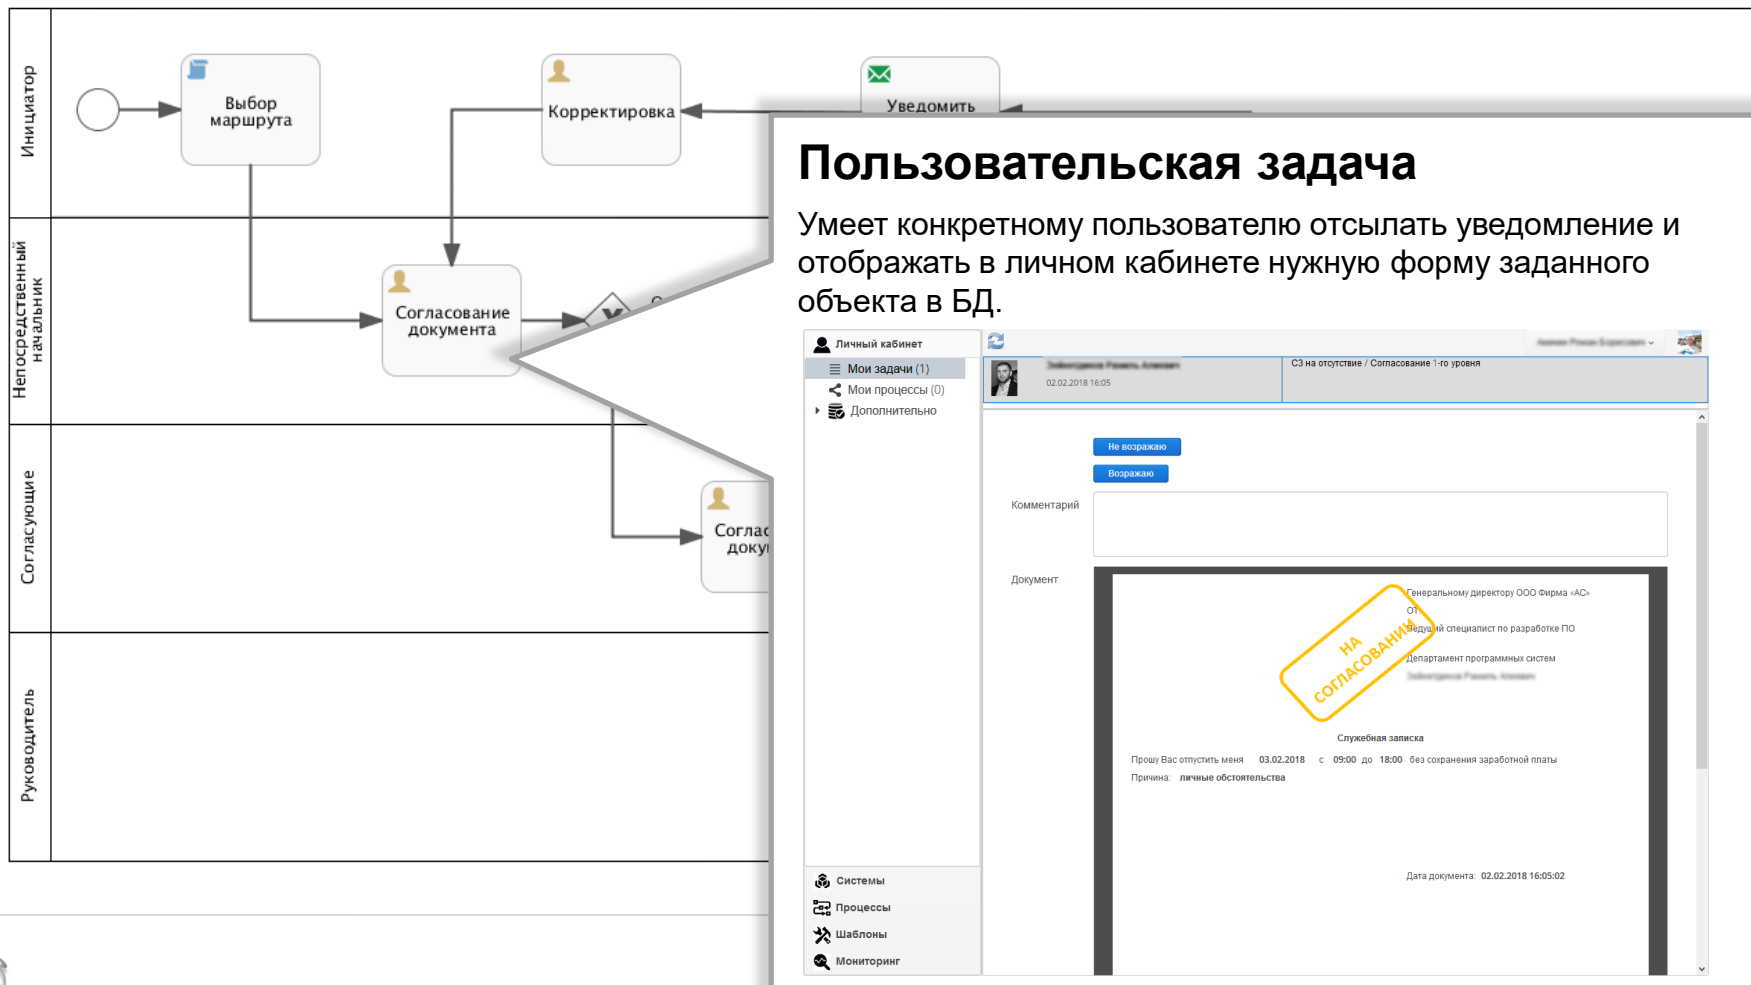 Инициатор
Выбор
маршрута
Корректировка
Уведомить
Непосредственный
начальник
Согласование
документа
Согласующие
Руководитель
Пользовательская задача
Умеет конкретному пользователю отсылать уведомление и
отображать в личном кабинете нужную форму заданного
объекта в БД.
Личный кабинет
Мои задачи (1)
Мои процессы (0)
Дополнительно
Системы
Процессы
Шаблоны
Мониторинг
02.02.2018 16:05
СЗ на отсутствие / Согласование 1-го уровня
Не возражаю
Возражаю
Комментарий
Документ
Генеральному директору ООО Фирма «АС»
ОТ
Ведущий специалист по разработке ПО
Департамент программных систем
НА
СОГЛАСОВАНИИ
Служебная записка
Прошу Вас отпустить меня 03.02.2018 с 09:00 до 18:00 без сохранения заработной платы
Причина: личные обстоятельства
Дата документа: 02.02.2018 16:05:02